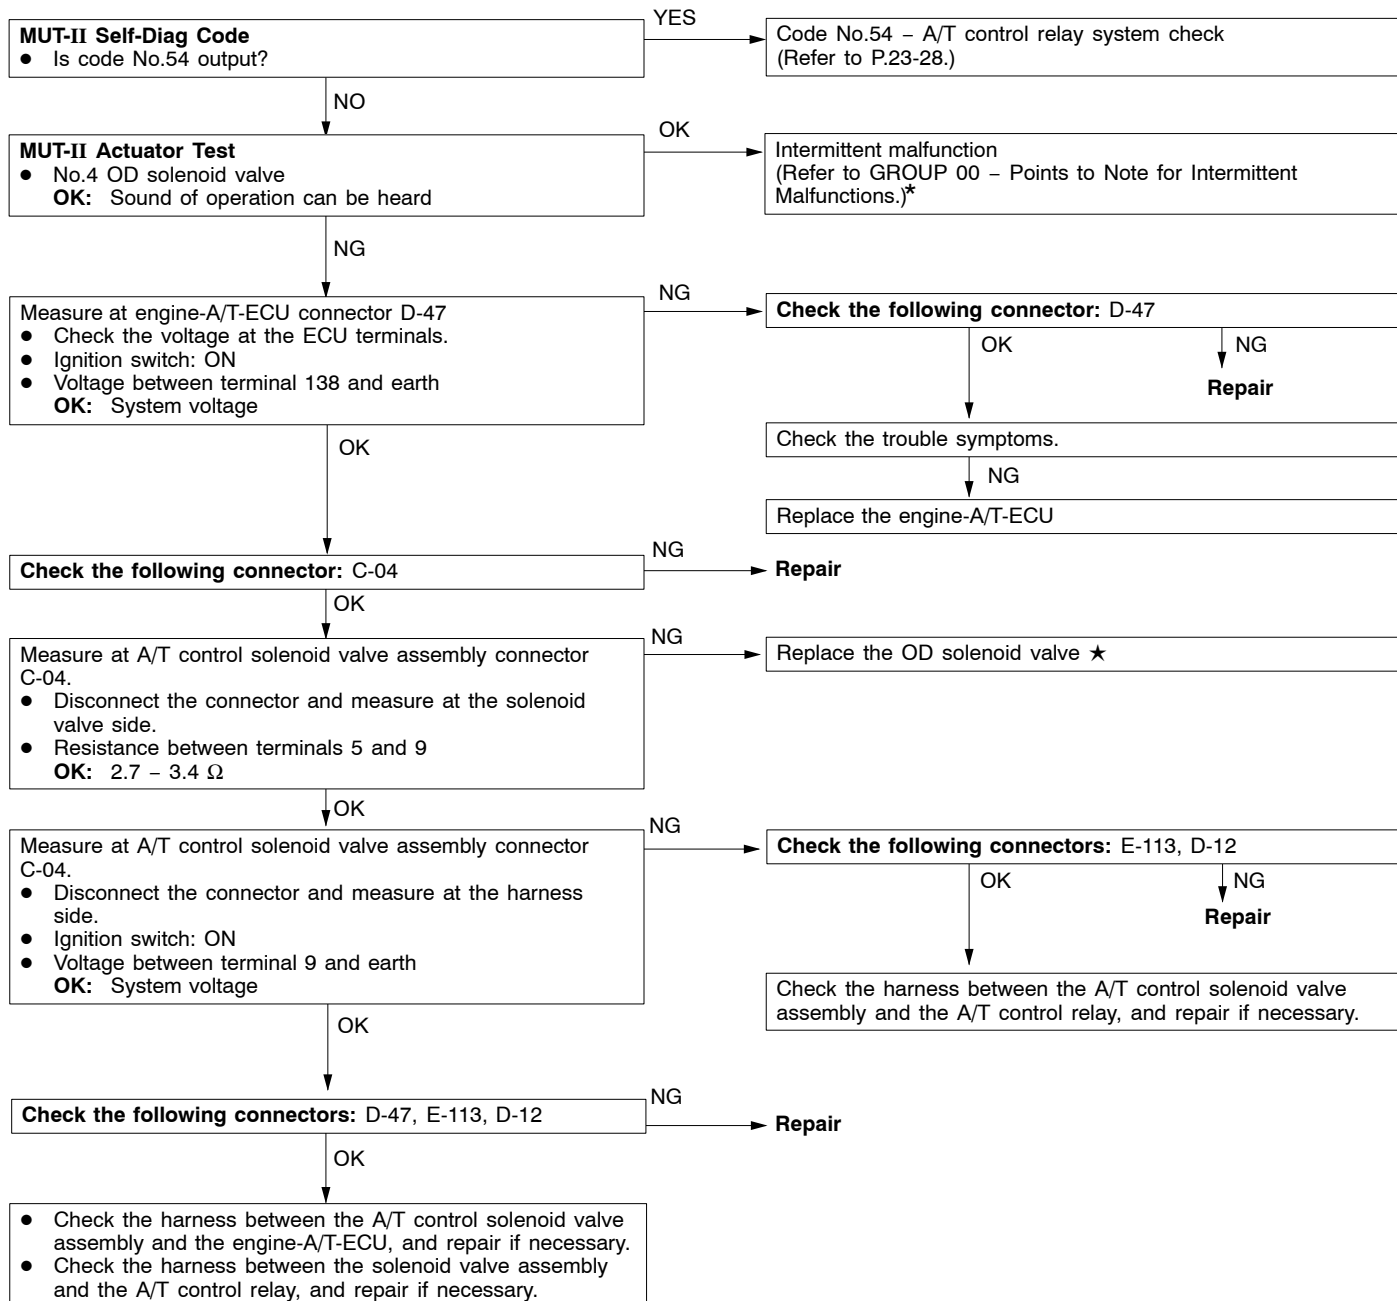 MUT-II Self-Diag Code
● Is code No.54 output?
YES
Code No.54 – A/T control relay system check
(Refer to P.23-28.)
NO
MUT-II Actuator Test
● No.4 OD solenoid valve
OK: Sound of operation can be heard
OK
Intermittent malfunction
(Refer to GROUP 00 – Points to Note for Intermittent
Malfunctions.)*
NG
Measure at engine-A/T-ECU connector D-47
● Check the voltage at the ECU terminals.
● Ignition switch: ON
● Voltage between terminal 138 and earth
OK: System voltage
NG
Check the following connector: D-47
OK
NG
Repair
Check the trouble symptoms.
NG
Replace the engine-A/T-ECU
OK
Check the following connector: C-04
NG
Repair
OK
Measure at A/T control solenoid valve assembly connector
C-04.
● Disconnect the connector and measure at the solenoid
valve side.
● Resistance between terminals 5 and 9
OK: 2.7 – 3.4 Ω
NG
Replace the OD solenoid valve ★
OK
Measure at A/T control solenoid valve assembly connector
C-04.
● Disconnect the connector and measure at the harness
side.
● Ignition switch: ON
● Voltage between terminal 9 and earth
OK: System voltage
NG
Check the following connectors: E-113, D-12
OK
NG
Repair
Check the harness between the A/T control solenoid valve
assembly and the A/T control relay, and repair if necessary.
OK
Check the following connectors: D-47, E-113, D-12
NG
Repair
OK
● Check the harness between the A/T control solenoid valve
assembly and the engine-A/T-ECU, and repair if necessary.
● Check the harness between the solenoid valve assembly
and the A/T control relay, and repair if necessary.